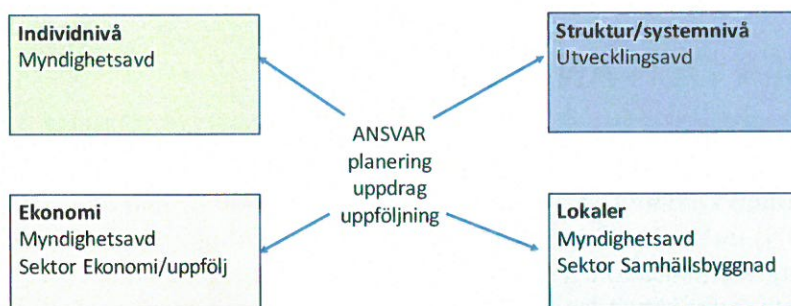 Individnivå
Myndighetsavd
Struktur/systemnivå
Utvecklingsavd
ANSVAR
planering
uppdrag
uppföljning
Ekonomi
Myndighetsavd
Sektor Ekonomi/uppfölj
Lokaler
Myndighetsavd
Sektor Samhällsbyggnad